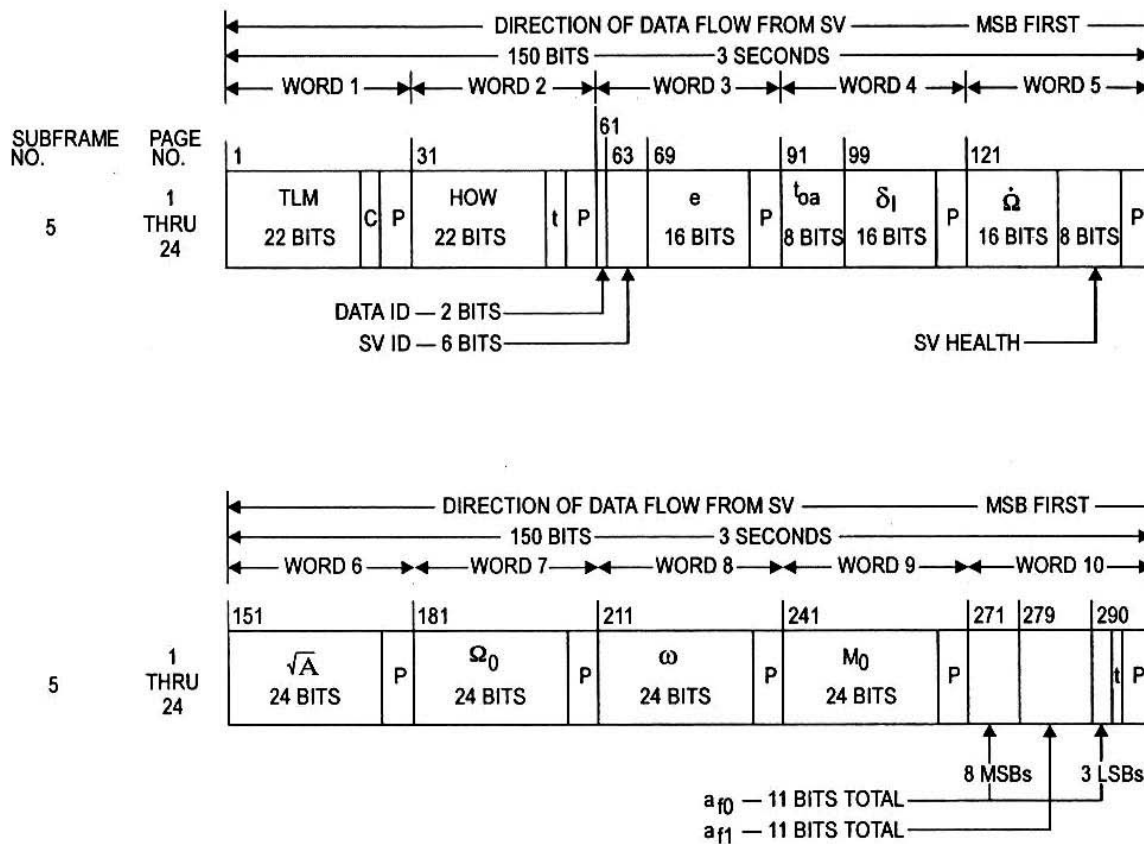 DIRECTION OF DATA FLOW FROM SV MSB FIRST
150 BITS 3 SECONDS
WORD 1 WORD 2 WORD 3 WORD 4 WORD 5
SUBFRAME NO. PAGE NO.
61
1 31 63 69 91 99 121
5 1 THRU 24
TLM 22 BITS C P HOW 22 BITS t P e 16 BITS P t_oa 8 BITS δ_I 16 BITS P Ω̇ 16 BITS 8 BITS P
DATA ID — 2 BITS
SV ID — 6 BITS SV HEALTH
DIRECTION OF DATA FLOW FROM SV MSB FIRST
150 BITS 3 SECONDS
WORD 6 WORD 7 WORD 8 WORD 9 WORD 10
151 181 211 241 271 279 290
5 1 THRU 24
√A 24 BITS P Ω_0 24 BITS P ω 24 BITS P M_0 24 BITS P t P
8 MSBs 3 LSBs
a_f0 — 11 BITS TOTAL
a_f1 — 11 BITS TOTAL